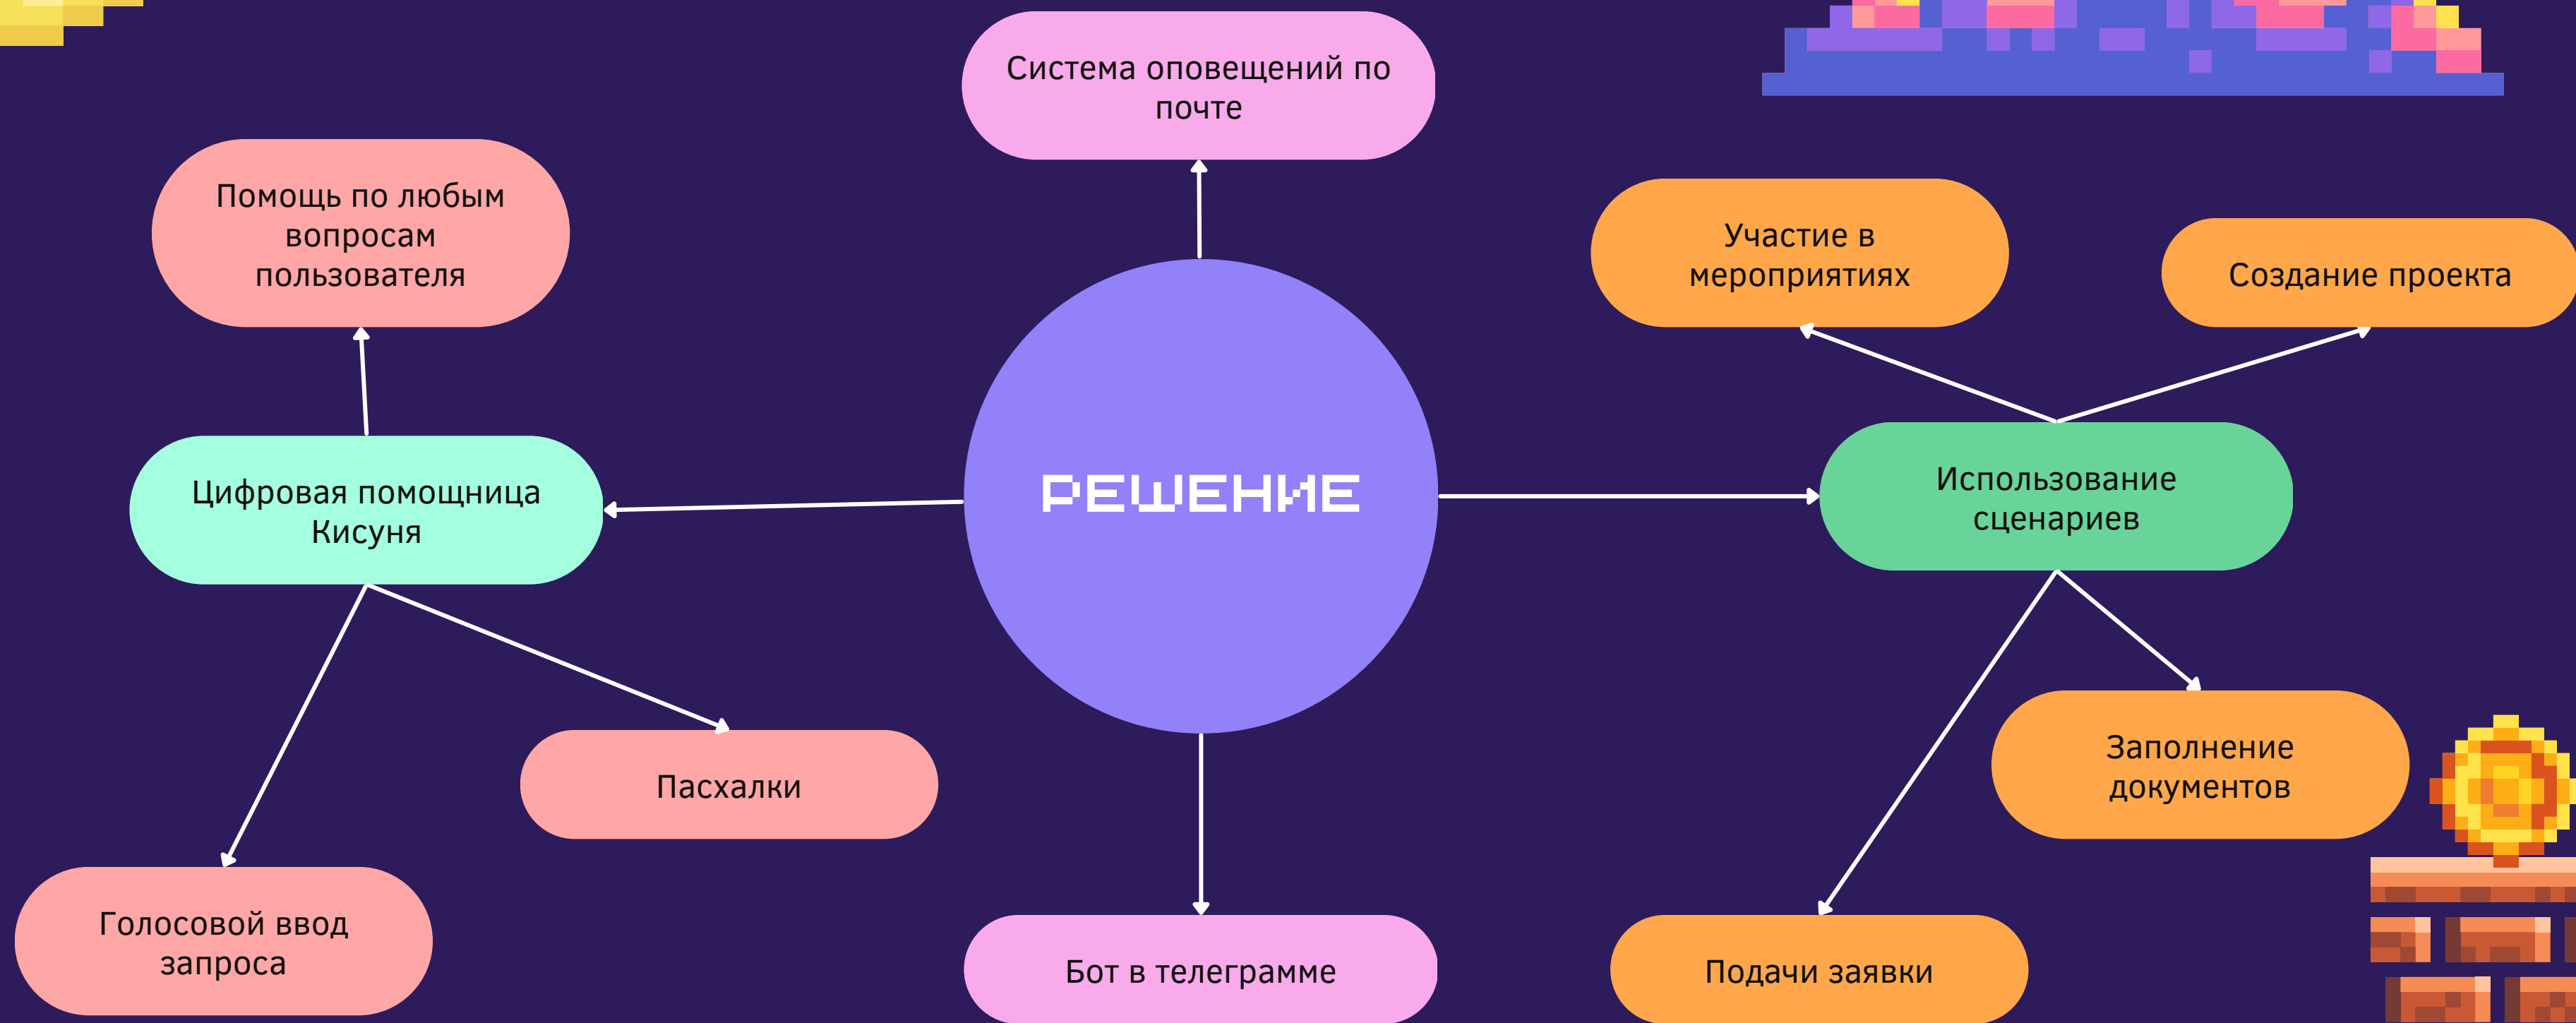 Система оповещений по
почте
Помощь по любым
вопросам
пользователя
Участие в
мероприятиях
Создание проекта
Цифровая помощница
Кисуня
РЕШЕНИЕ
Использование
сценариев
Пасхалки
Заполнение
документов
Голосовой ввод
запроса
Бот в телеграмме
Подачи заявки